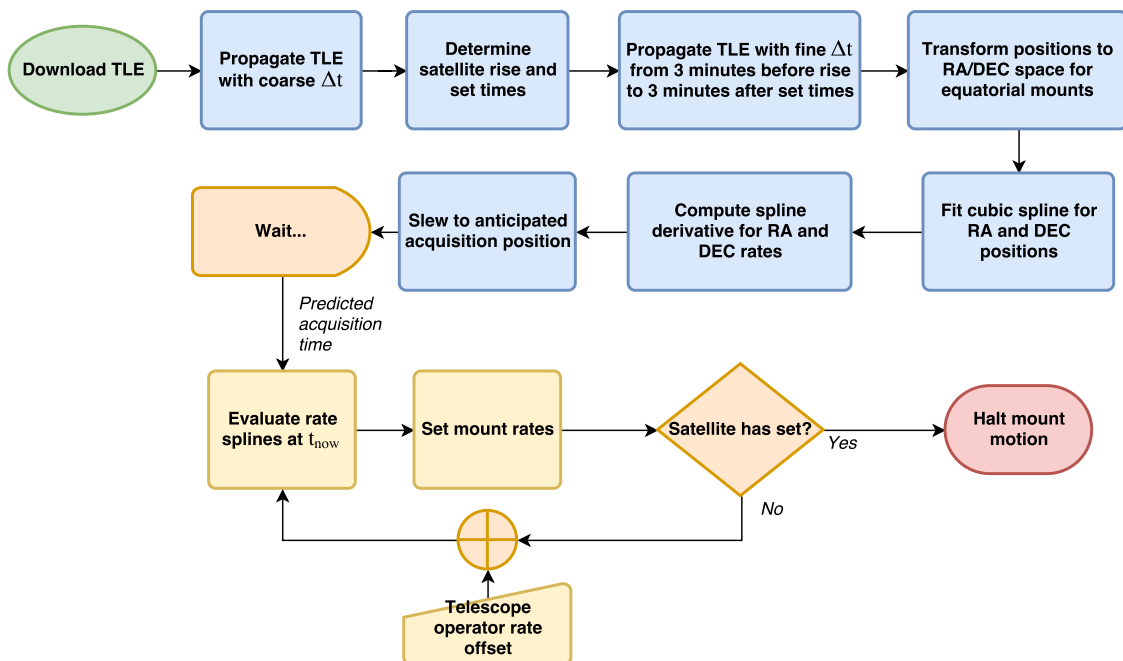 Download TLE
Propagate TLE
with coarse Δt
Determine
satellite rise and
set times
Propagate TLE with fine Δt
from 3 minutes before rise
to 3 minutes after set times
Transform positions to
RA/DEC space for
equatorial mounts
Wait...
Slew to anticipated
acquisition position
Compute spline
derivative for RA and
DEC rates
Fit cubic spline for
RA and DEC
positions
Predicted
acquisition
time
Evaluate rate
splines at tnow
Set mount rates
Satellite has set?
Yes
Halt mount
motion
No
Telescope
operator rate
offset